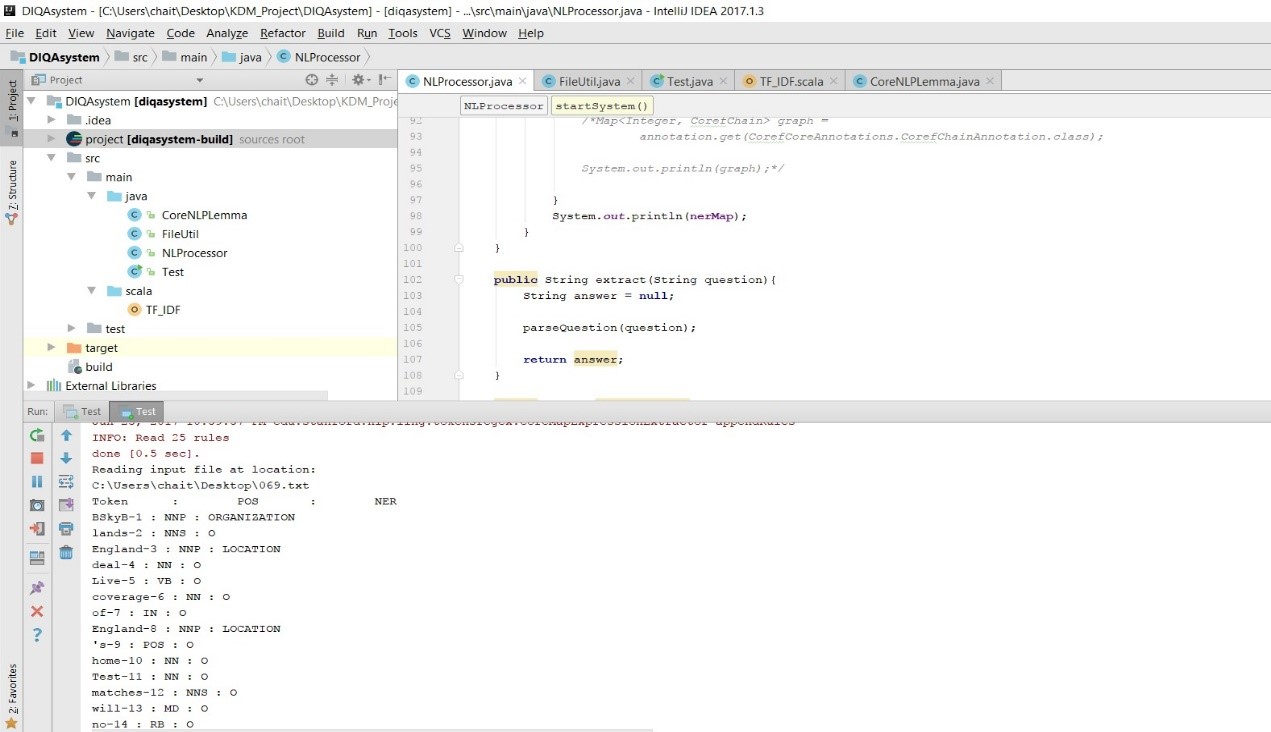 DIQAsystem - [C:\Users\chait\Desktop\KDM_Project\DIQAsystem] - [diqasystem] - ...\src\main\java\NLProcessor.java - IntelliJ IDEA 2017.1.3
File Edit View Navigate Code Analyze Refactor Build Run Tools VCS Window Help
DIQAsystem src main java NLProcessor
1: Project
7: Structure
2: Favorites
Project
DIQAsystem [diqasystem] C:\Users\chait\Desktop\KDM_Proje
.idea
project [diqasystem-build] sources root
src
main
java
CoreNLPLemma
FileUtil
NLProcessor
Test
scala
TF_IDF
test
target
build
External Libraries
NLProcessor.java FileUtil.java Test.java TF_IDF.scala CoreNLPLemma.java
NLProcessor startSystem()
92 /*Map<Integer, CorefChain> graph =
93 annotation.get(CorefCoreAnnotations.CorefChainAnnotation.class);
94
95 System.out.println(graph);*/
96
97 }
98 System.out.println(nerMap);
99 }
100 }
101
102 public String extract(String question){
103 String answer = null;
104
105 parseQuestion(question);
106
107 return answer;
108 }
109
Run: Test Test
INFO: Read 25 rules
done [0.5 sec].
Reading input file at location:
C:\Users\chait\Desktop\069.txt
Token : POS : NER
BSkyB-1 : NNP : ORGANIZATION
lands-2 : NNS : O
England-3 : NNP : LOCATION
deal-4 : NN : O
Live-5 : VB : O
coverage-6 : NN : O
of-7 : IN : O
England-8 : NNP : LOCATION
's-9 : POS : O
home-10 : NN : O
Test-11 : NN : O
matches-12 : NNS : O
will-13 : MD : O
no-14 : RB : O